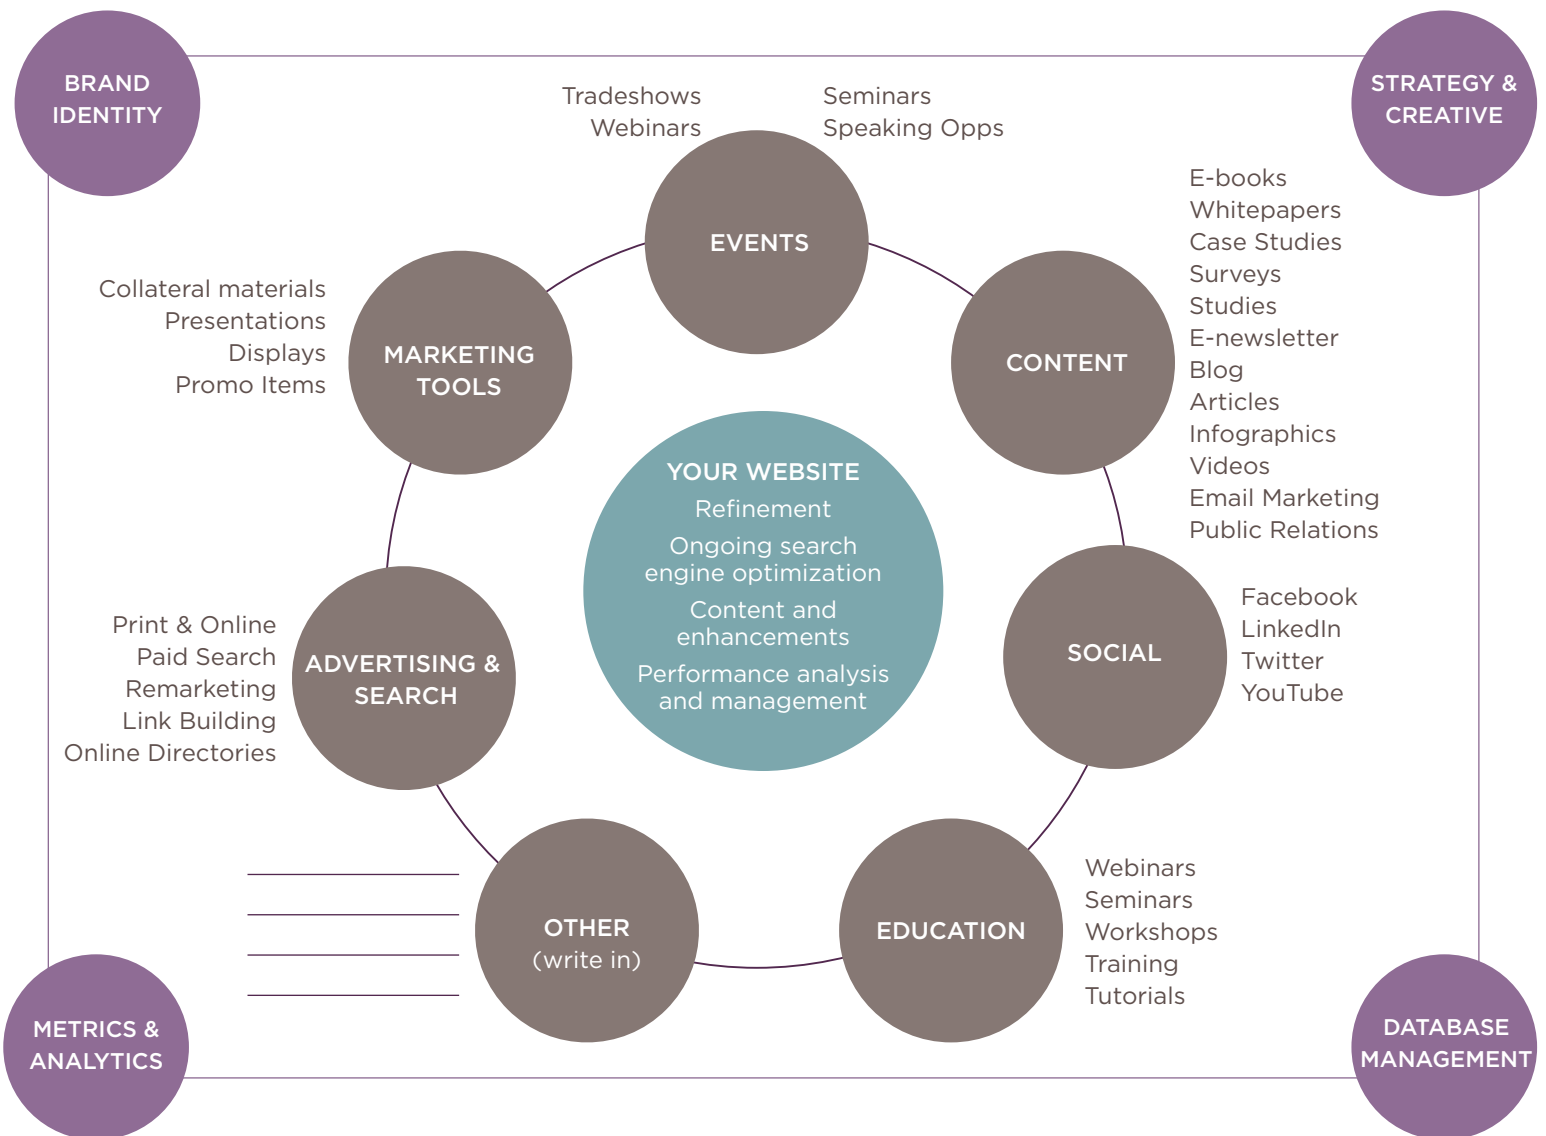 BRAND
IDENTITY
STRATEGY &
CREATIVE
Tradeshows
Webinars
Seminars
Speaking Opps
EVENTS
E-books
Whitepapers
Case Studies
Surveys
Studies
E-newsletter
Blog
Articles
Infographics
Videos
Email Marketing
Public Relations
CONTENT
Collateral materials
Presentations
Displays
Promo Items
MARKETING
TOOLS
YOUR WEBSITE
Refinement
Ongoing search
engine optimization
Content and
enhancements
Performance analysis
and management
Facebook
LinkedIn
Twitter
YouTube
SOCIAL
Print & Online
Paid Search
Remarketing
Link Building
Online Directories
ADVERTISING &
SEARCH
OTHER
(write in)
EDUCATION
Webinars
Seminars
Workshops
Training
Tutorials
METRICS &
ANALYTICS
DATABASE
MANAGEMENT